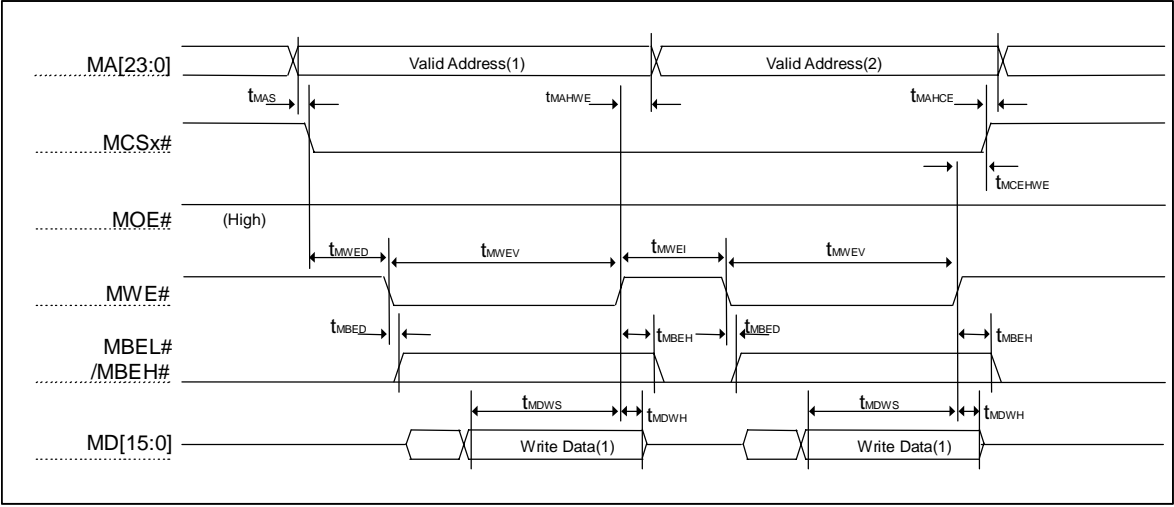 MA[23:0] Valid Address(1) Valid Address(2)
tMAS tMAHWE tMAHCE
MCSx#
tMCEHWE
MOE# (High)
tMWED tMWEV tMWEI tMWEV
MWE#
tMBED tMBEH tMBED tMBEH
MBEL#
/MBEH#
tMDWS tMDWH tMDWS tMDWH
MD[15:0] Write Data(1) Write Data(1)